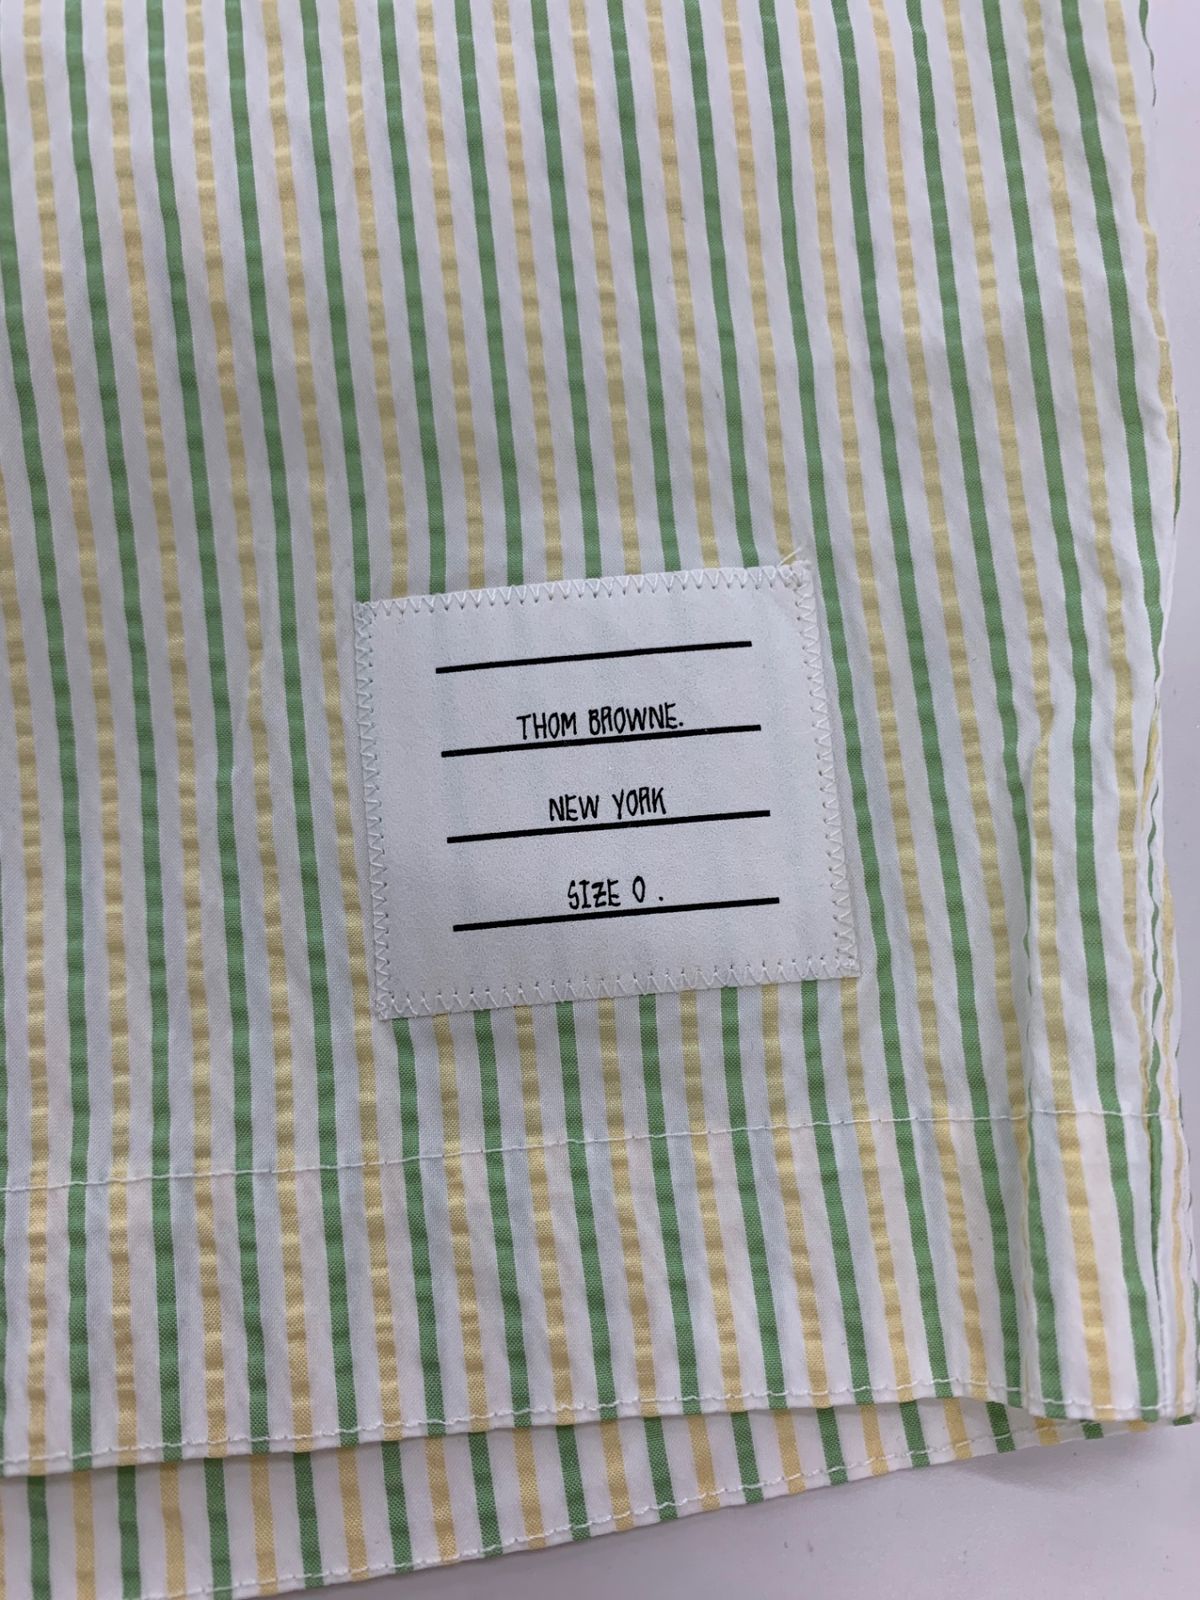 THOM BROWNE.
NEW YORK
SIZE 0 .